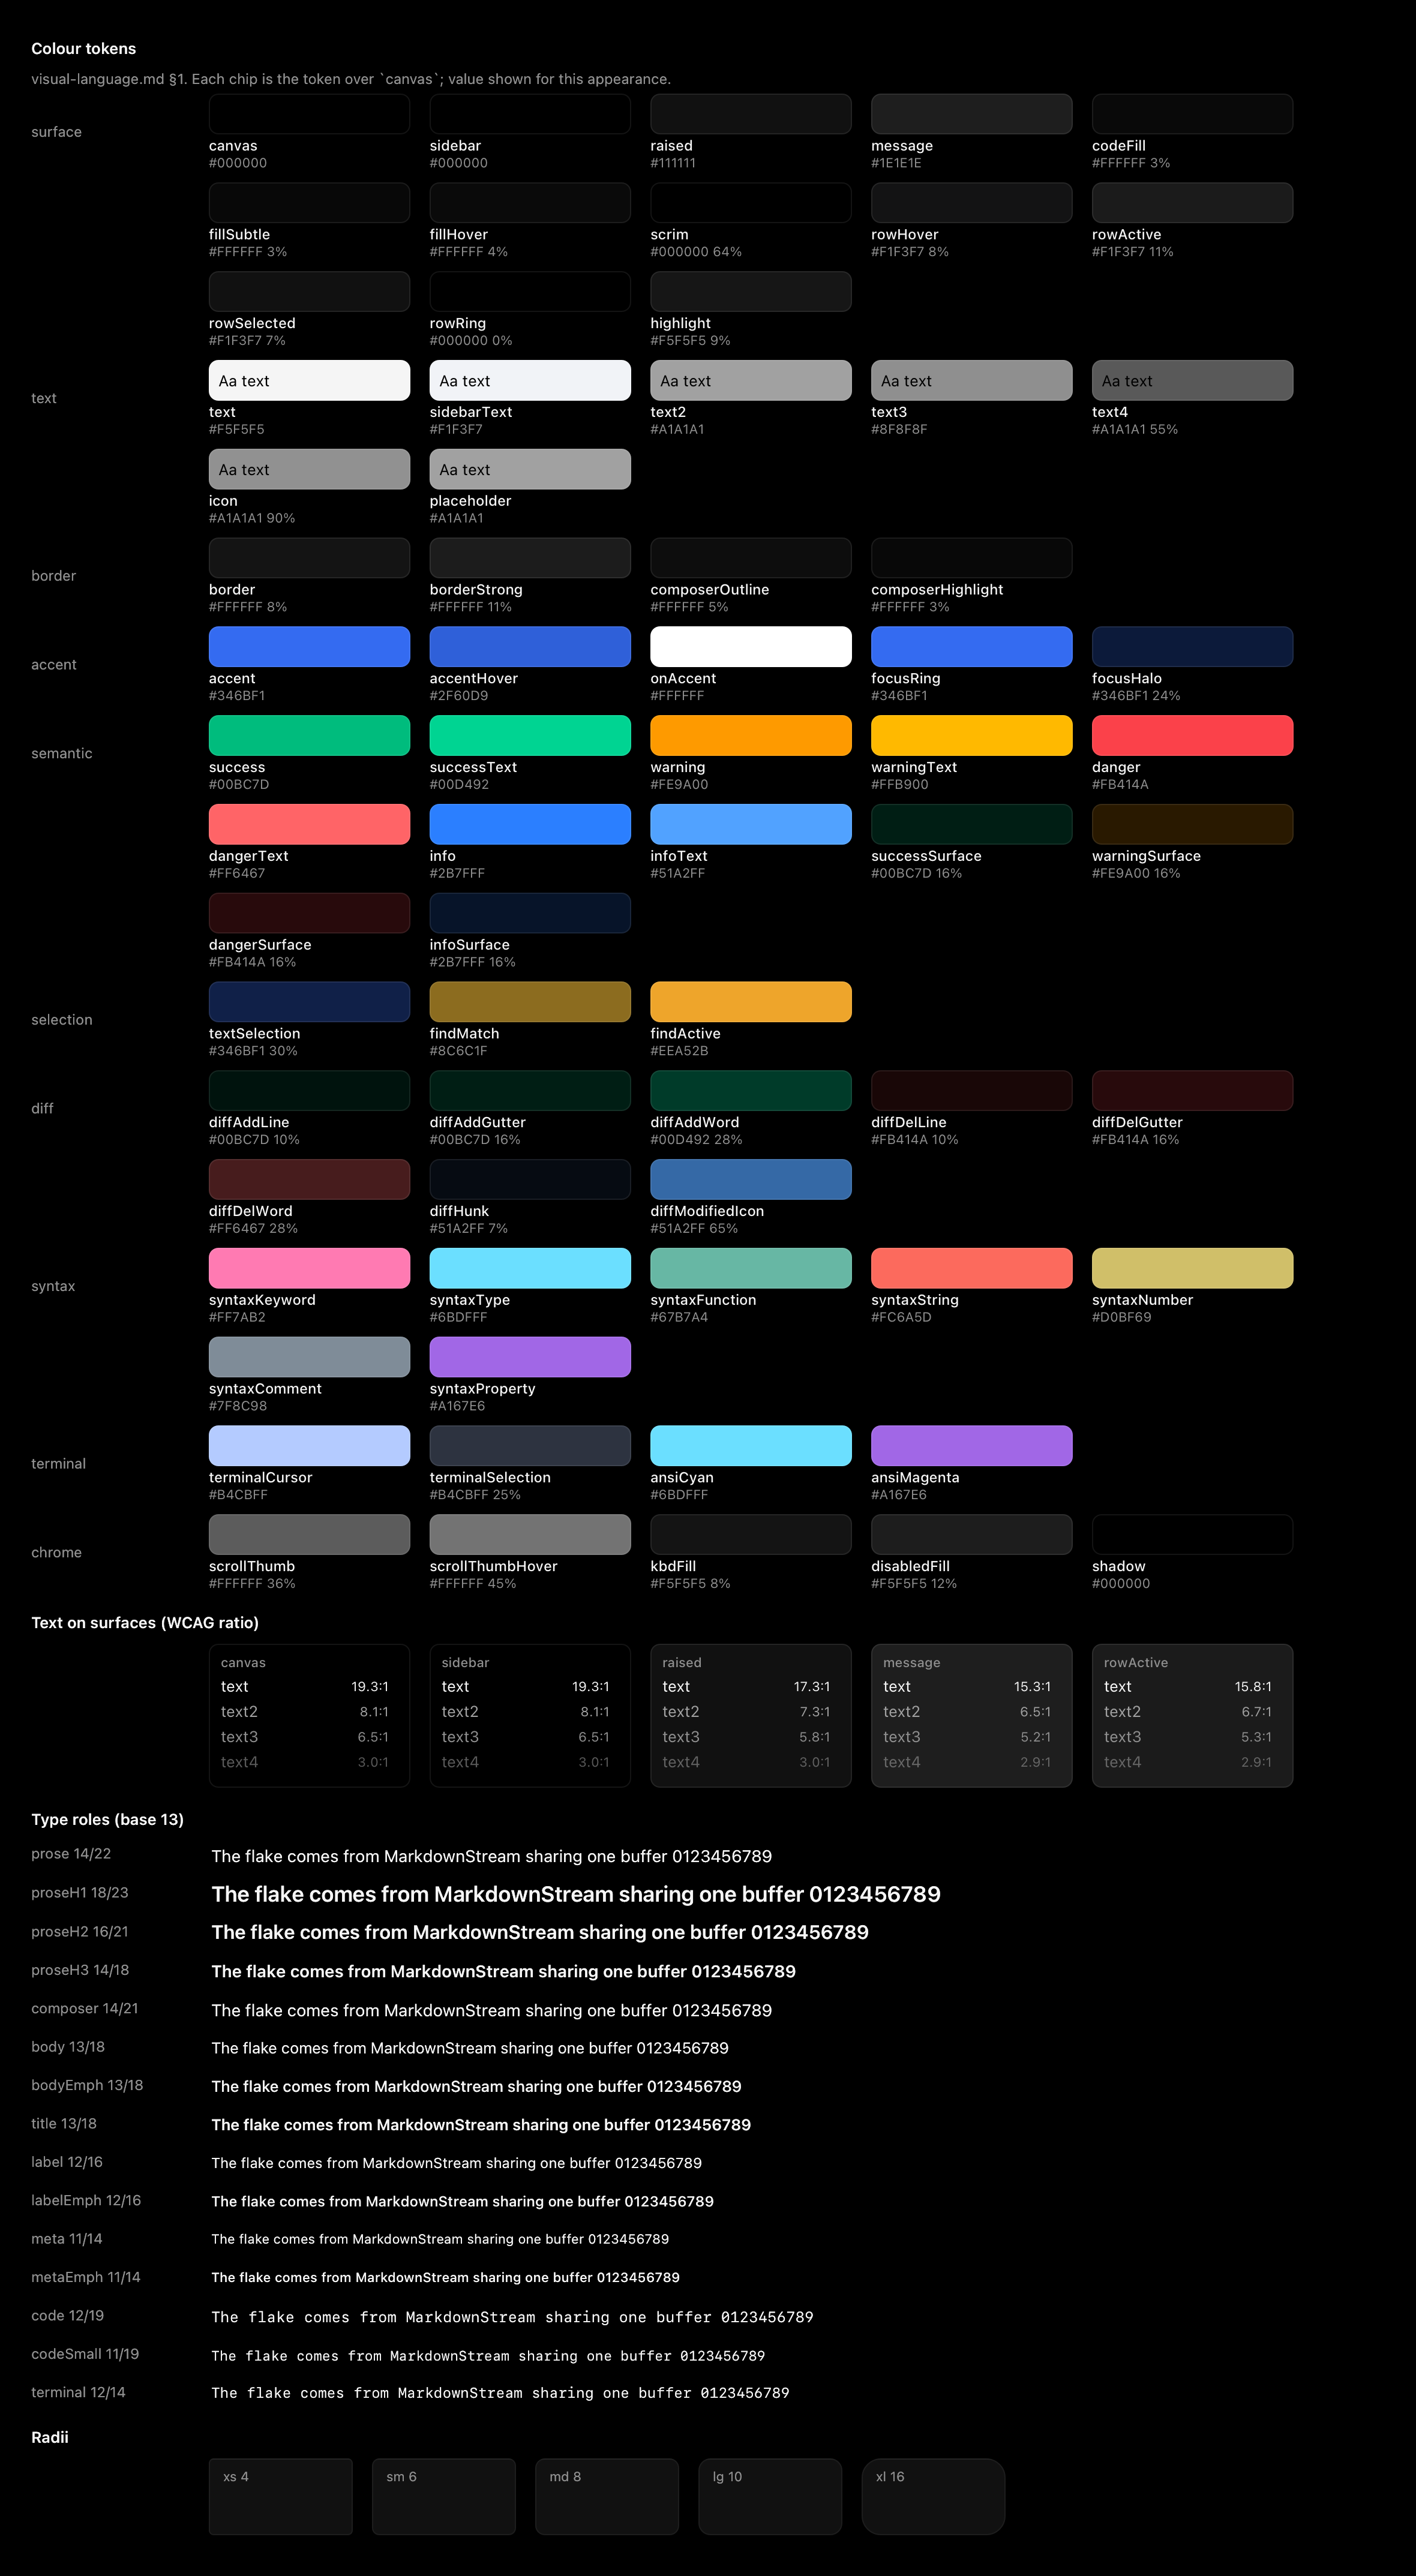 Colour tokens
visual-language.md §1. Each chip is the token over `canvas`; value shown for this appearance.
surface
canvas sidebar raised message codeFill
#000000 #000000 #111111 #1E1E1E #FFFFFF 3%
fillSubtle fillHover scrim rowHover rowActive
#FFFFFF 3% #FFFFFF 4% #000000 64% #F1F3F7 8% #F1F3F7 11%
rowSelected rowRing highlight
#F1F3F7 7% #000000 0% #F5F5F5 9%
text
Aa text Aa text Aa text Aa text Aa text
text sidebarText text2 text3 text4
#F5F5F5 #F1F3F7 #A1A1A1 #8F8F8F #A1A1A1 55%
Aa text Aa text
icon placeholder
#A1A1A1 90% #A1A1A1
border
border borderStrong composerOutline composerHighlight
#FFFFFF 8% #FFFFFF 11% #FFFFFF 5% #FFFFFF 3%
accent
accent accentHover onAccent focusRing focusHalo
#346BF1 #2F60D9 #FFFFFF #346BF1 #346BF1 24%
semantic
success successText warning warningText danger
#00BC7D #00D492 #FE9A00 #FFB900 #FB414A
dangerText info infoText successSurface warningSurface
#FF6467 #2B7FFF #51A2FF #00BC7D 16% #FE9A00 16%
dangerSurface infoSurface
#FB414A 16% #2B7FFF 16%
selection
textSelection findMatch findActive
#346BF1 30% #8C6C1F #EEA52B
diff
diffAddLine diffAddGutter diffAddWord diffDelLine diffDelGutter
#00BC7D 10% #00BC7D 16% #00D492 28% #FB414A 10% #FB414A 16%
diffDelWord diffHunk diffModifiedIcon
#FF6467 28% #51A2FF 7% #51A2FF 65%
syntax
syntaxKeyword syntaxType syntaxFunction syntaxString syntaxNumber
#FF7AB2 #6BDFFF #67B7A4 #FC6A5D #D0BF69
syntaxComment syntaxProperty
#7F8C98 #A167E6
terminal
terminalCursor terminalSelection ansiCyan ansiMagenta
#B4CBFF #B4CBFF 25% #6BDFFF #A167E6
chrome
scrollThumb scrollThumbHover kbdFill disabledFill shadow
#FFFFFF 36% #FFFFFF 45% #F5F5F5 8% #F5F5F5 12% #000000
Text on surfaces (WCAG ratio)
canvas sidebar raised message rowActive
text 19.3:1 text 19.3:1 text 17.3:1 text 15.3:1 text 15.8:1
text2 8.1:1 text2 8.1:1 text2 7.3:1 text2 6.5:1 text2 6.7:1
text3 6.5:1 text3 6.5:1 text3 5.8:1 text3 5.2:1 text3 5.3:1
text4 3.0:1 text4 3.0:1 text4 3.0:1 text4 2.9:1 text4 2.9:1
Type roles (base 13)
prose 14/22 The flake comes from MarkdownStream sharing one buffer 0123456789
proseH1 18/23 The flake comes from MarkdownStream sharing one buffer 0123456789
proseH2 16/21 The flake comes from MarkdownStream sharing one buffer 0123456789
proseH3 14/18 The flake comes from MarkdownStream sharing one buffer 0123456789
composer 14/21 The flake comes from MarkdownStream sharing one buffer 0123456789
body 13/18 The flake comes from MarkdownStream sharing one buffer 0123456789
bodyEmph 13/18 The flake comes from MarkdownStream sharing one buffer 0123456789
title 13/18 The flake comes from MarkdownStream sharing one buffer 0123456789
label 12/16 The flake comes from MarkdownStream sharing one buffer 0123456789
labelEmph 12/16 The flake comes from MarkdownStream sharing one buffer 0123456789
meta 11/14 The flake comes from MarkdownStream sharing one buffer 0123456789
metaEmph 11/14 The flake comes from MarkdownStream sharing one buffer 0123456789
code 12/19 The flake comes from MarkdownStream sharing one buffer 0123456789
codeSmall 11/19 The flake comes from MarkdownStream sharing one buffer 0123456789
terminal 12/14 The flake comes from MarkdownStream sharing one buffer 0123456789
Radii
xs 4 sm 6 md 8 lg 10 xl 16